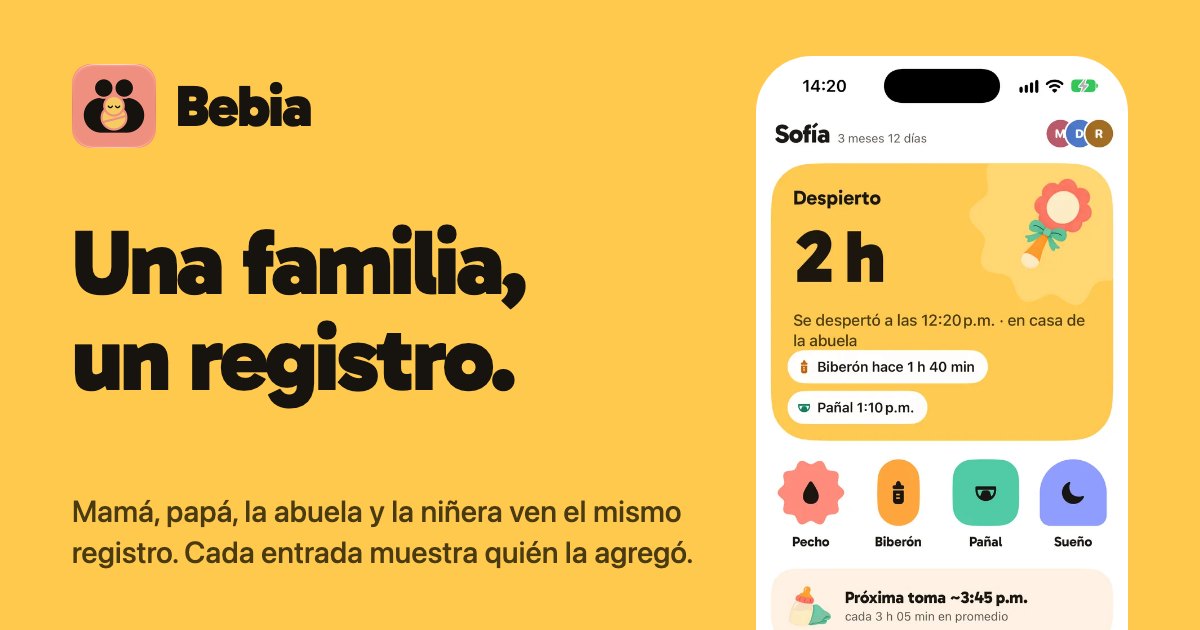 Bebia
Una familia,
un registro.
Mamá, papá, la abuela y la niñera ven el mismo
registro. Cada entrada muestra quién la agregó.
14:20
Sofía 3 meses 12 días
M D R
Despierto
2 h
Se despertó a las 12:20 p.m. · en casa de
la abuela
Biberón hace 1 h 40 min
Pañal 1:10 p.m.
Pecho Biberón Pañal Sueño
Próxima toma ~3:45 p.m.
cada 3 h 05 min en promedio